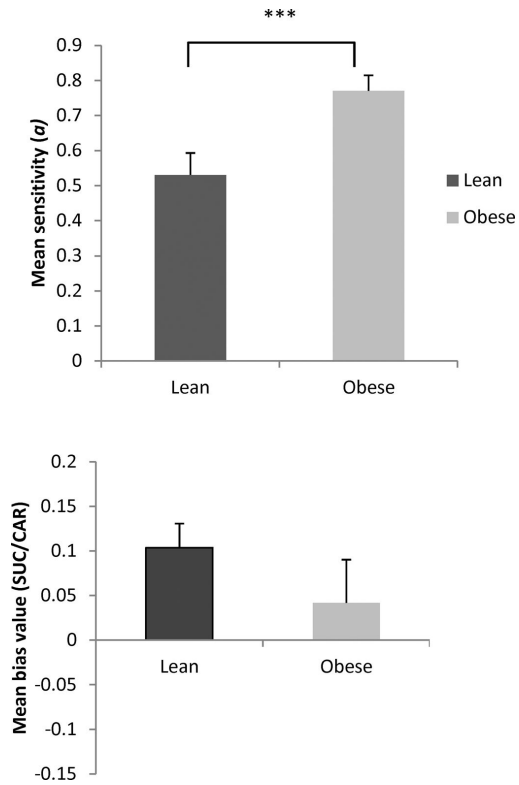 ***
Mean sensitivity (a)
0.9
0.8
0.7
0.6
0.5
0.4
0.3
0.2
0.1
0
Lean
Obese
Lean
Obese
Mean bias value (SUC/CAR)
0.2
0.15
0.1
0.05
0
-0.05
-0.1
-0.15
Lean
Obese